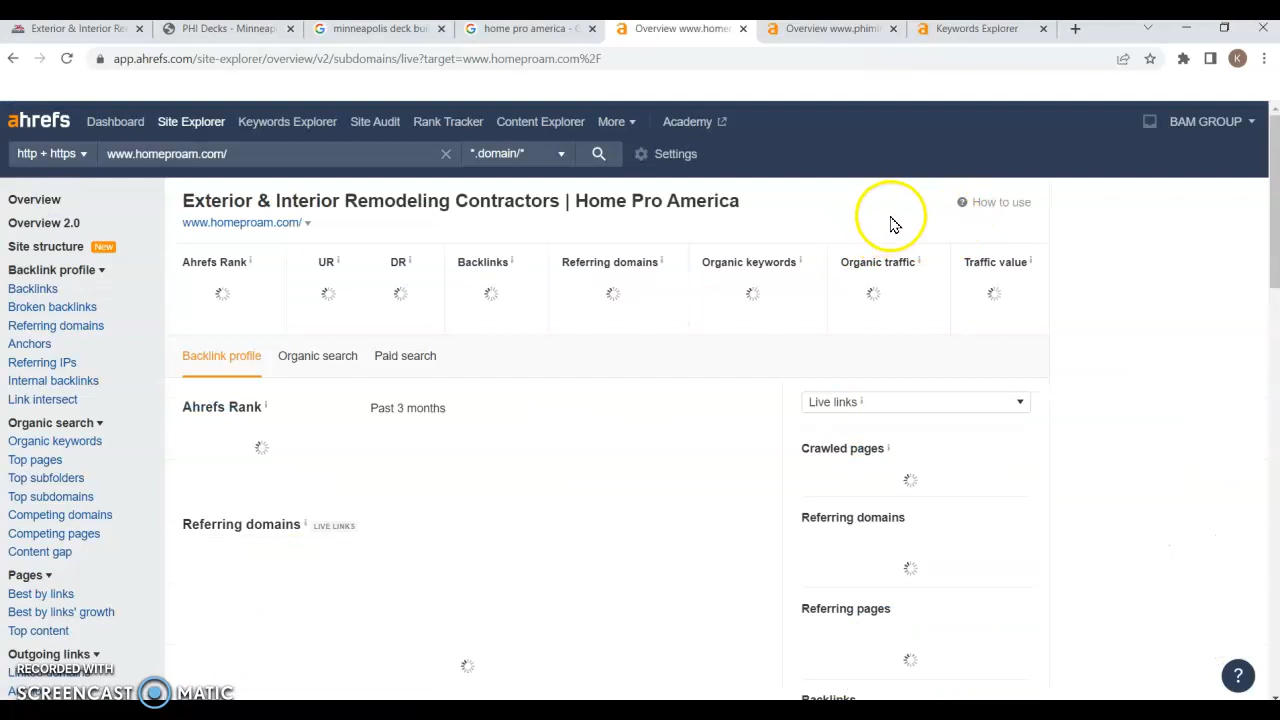 Exterior & Interior Re
PHI Decks - Minneap
minneapolis deck bui
home pro america - G
Overview www.homer
Overview www.phimi
Keywords Explorer
app.ahrefs.com/site-explorer/overview/v2/subdomains/live?target=www.homeproam.com%2F
K
ahrefs
Dashboard
Site Explorer
Keywords Explorer
Site Audit
Rank Tracker
Content Explorer
More
Academy
BAM GROUP
http + https
www.homeproam.com/
*.domain/*
Settings
Overview
Overview 2.0
Site structure New
Backlink profile
Backlinks
Broken backlinks
Referring domains
Anchors
Referring IPs
Internal backlinks
Link intersect
Organic search
Organic keywords
Top pages
Top subfolders
Top subdomains
Competing domains
Competing pages
Content gap
Pages
Best by links
Best by links' growth
Top content
Outgoing links
Exterior & Interior Remodeling Contractors | Home Pro America
How to use
www.homeproam.com/
Ahrefs Rank
UR
DR
Backlinks
Referring domains
Organic keywords
Organic traffic
Traffic value
Backlink profile
Organic search
Paid search
Ahrefs Rank
Past 3 months
Referring domains LIVE LINKS
Live links
Crawled pages
Referring domains
Referring pages
Backlinks
RECORDED WITH
SCREENCAST MATIC
?